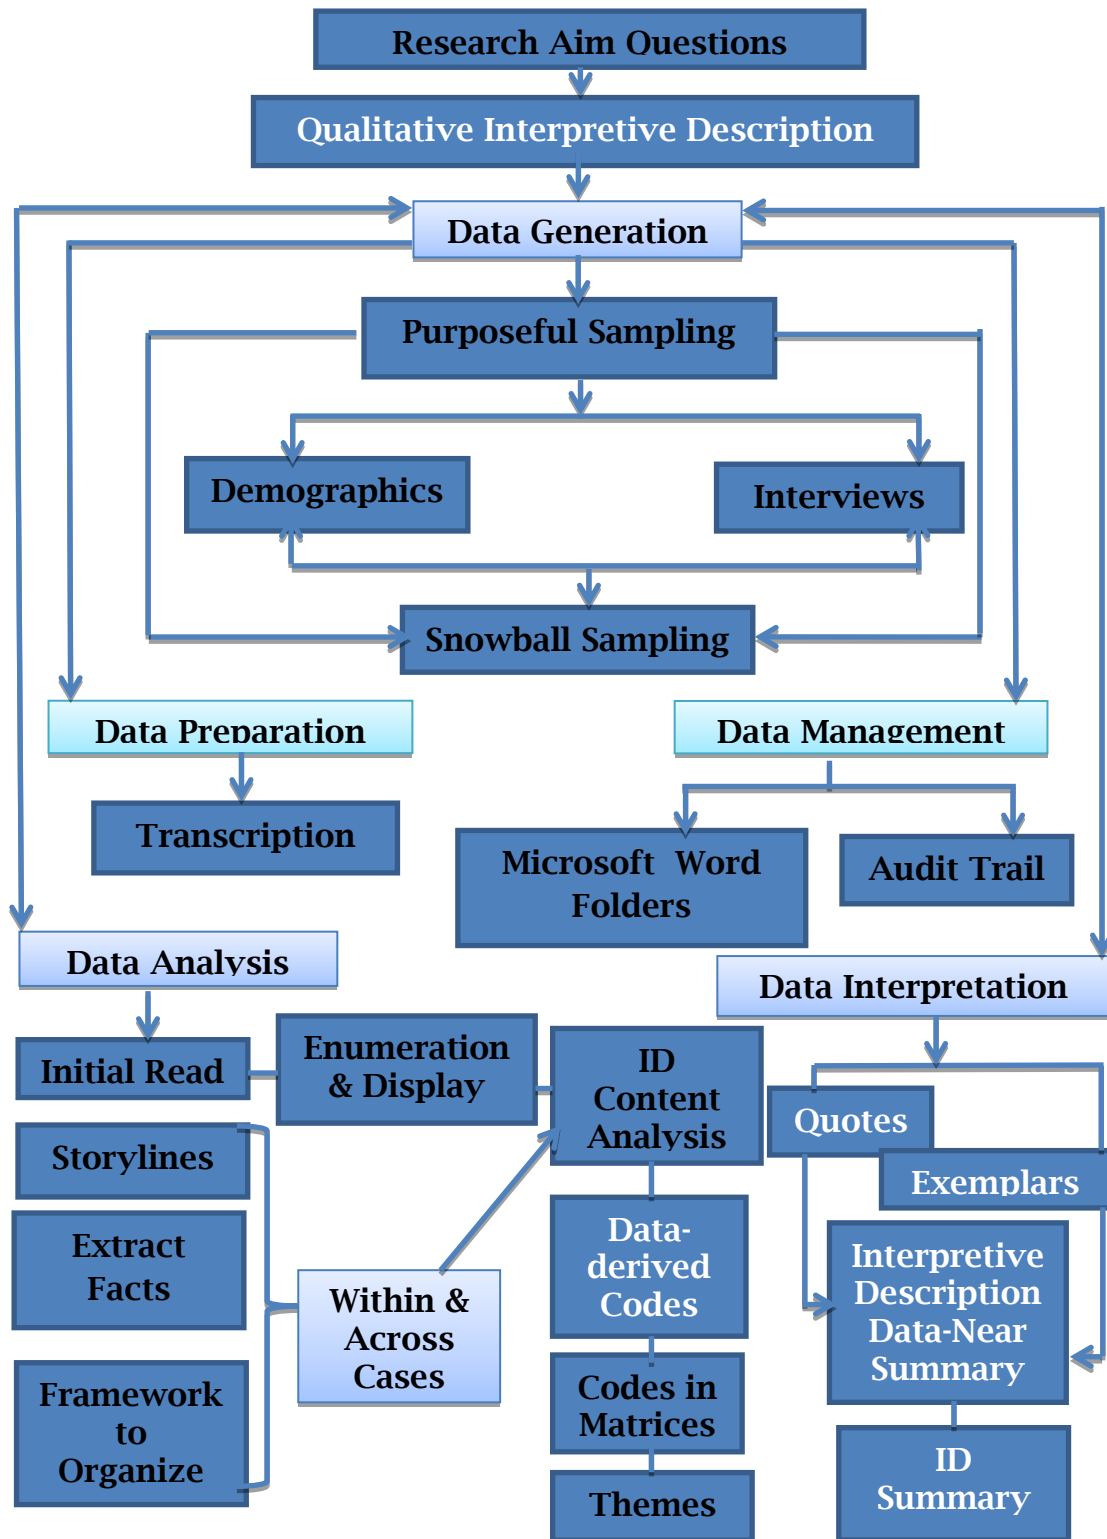 Research Aim Questions
Qualitative Interpretive Description
Data Generation
Purposeful Sampling
Demographics
Interviews
Snowball Sampling
Data Preparation
Data Management
Transcription
Microsoft Word
Folders
Audit Trail
Data Analysis
Data Interpretation
Initial Read
Enumeration
& Display
ID
Content
Analysis
Quotes
Exemplars
Storylines
Extract
Facts
Framework
to
Organize
Within &
Across
Cases
Data-
derived
Codes
Codes in
Matrices
Themes
Interpretive
Description
Data-Near
Summary
ID
Summary